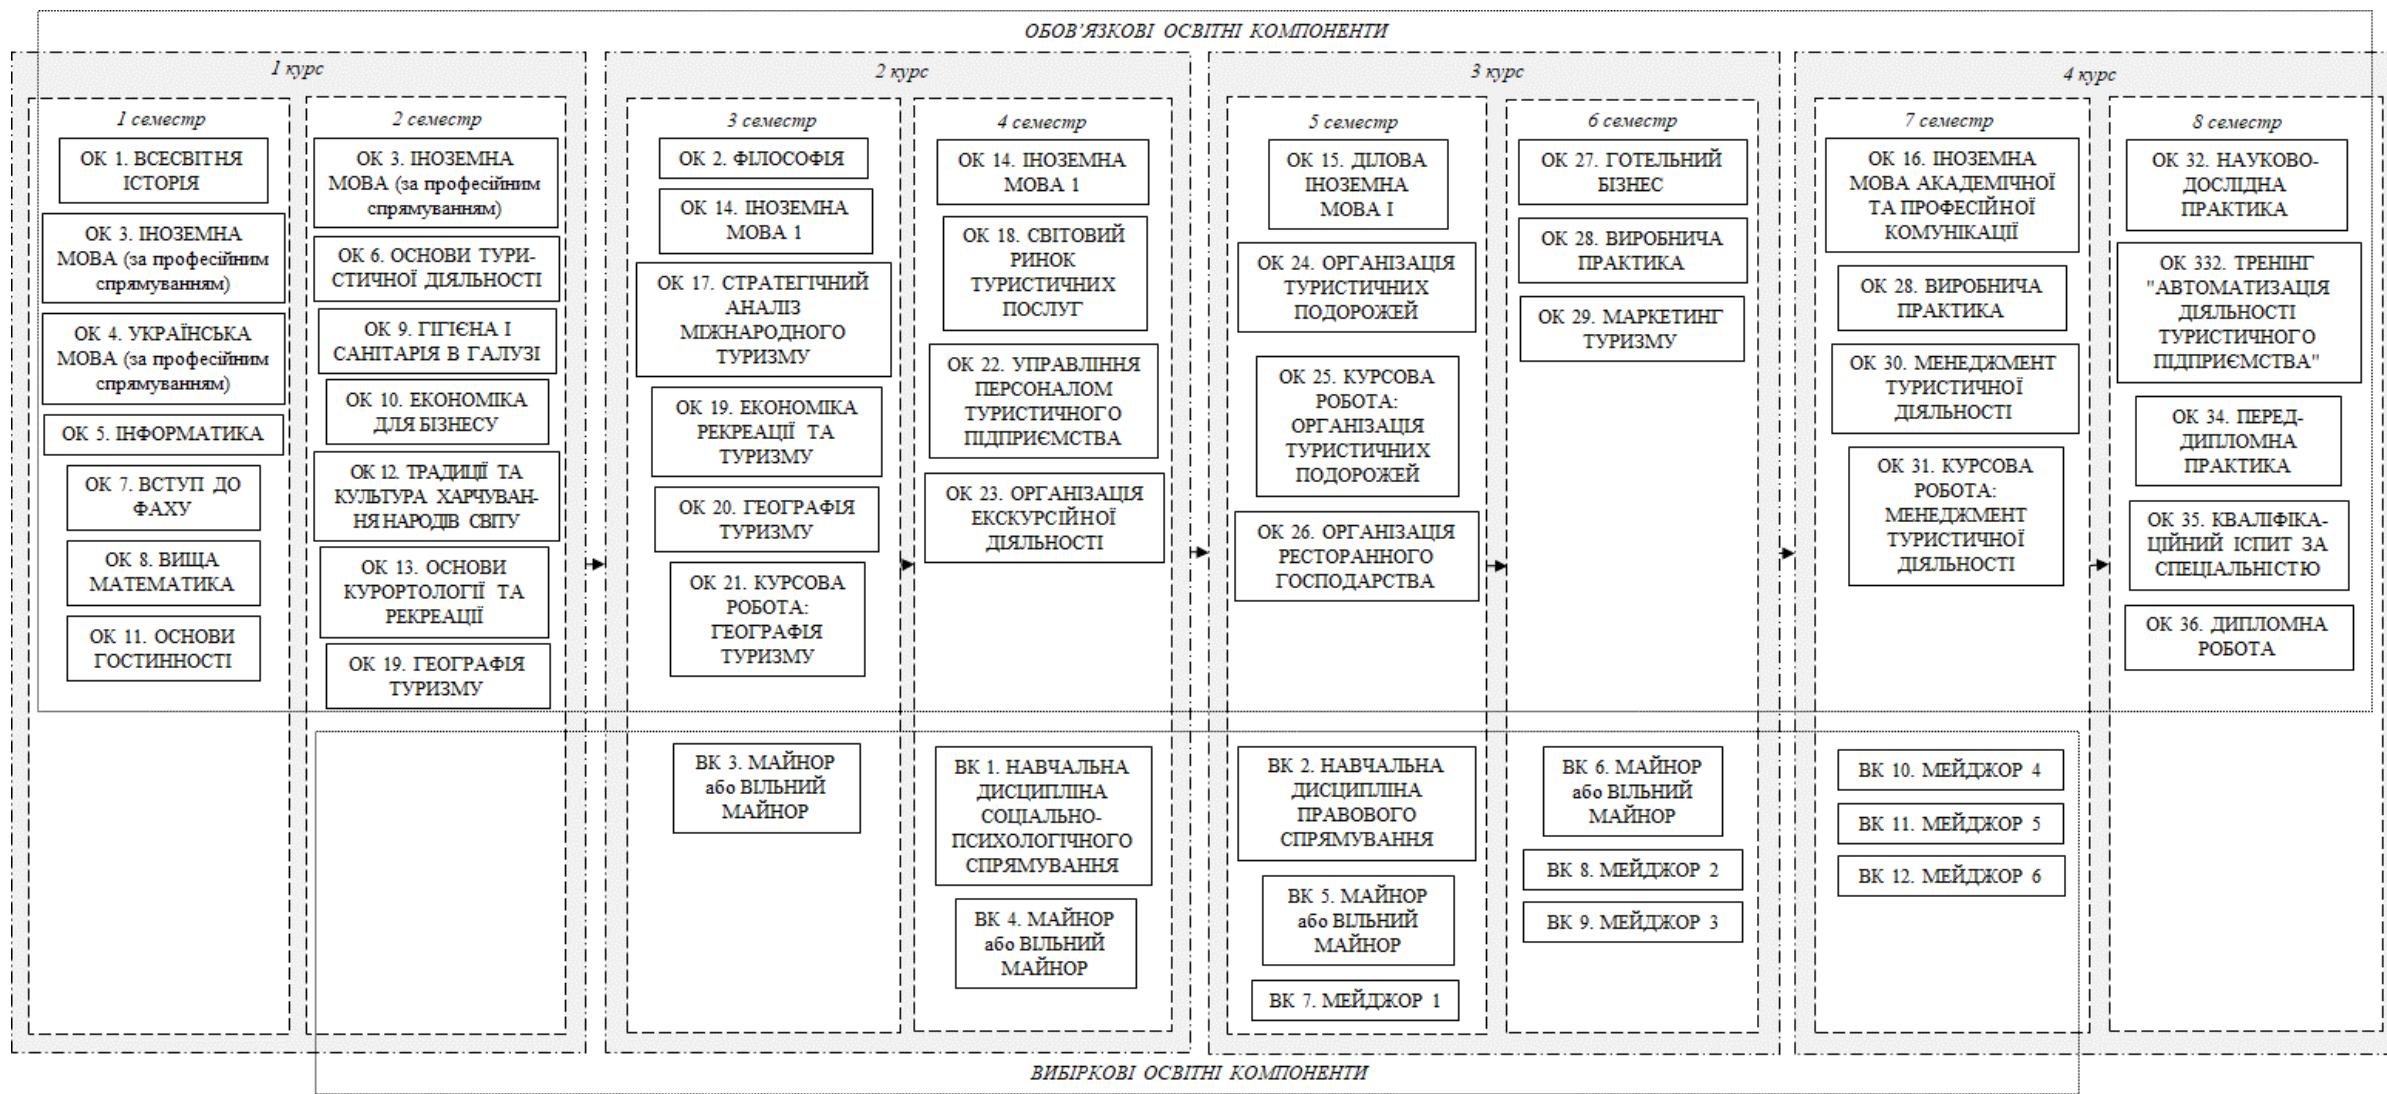 ОБОВ’ЯЗКОВІ ОСВІТНІ КОМПОНЕНТИ
1 курс
1 семестр
ОК 1. ВСЕСВІТНЯ
ІСТОРІЯ
ОК 3. ІНОЗЕМНА
МОВА (за професійним
спрямуванням)
ОК 4. УКРАЇНСЬКА
МОВА (за професійним
спрямуванням)
ОК 5. ІНФОРМАТИКА
ОК 7. ВСТУП ДО
ФАХУ
ОК 8. ВИЩА
МАТЕМАТИКА
ОК 11. ОСНОВИ
ГОСТИННОСТІ
2 семестр
ОК 3. ІНОЗЕМНА
МОВА (за професійним
спрямуванням)
ОК 6. ОСНОВИ ТУРИ-
СТИЧНОЇ ДІЯЛЬНОСТІ
ОК 9. ГІГІЄНА І
САНІТАРІЯ В ГАЛУЗІ
ОК 10. ЕКОНОМІКА
ДЛЯ БІЗНЕСУ
ОК 12. ТРАДИЦІЇ ТА
КУЛЬТУРА ХАРЧУВАН-
НЯ НАРОДІВ СВІТУ
ОК 13. ОСНОВИ
КУРОРТОЛОГІЇ ТА
РЕКРЕАЦІЇ
ОК 19. ГЕОГРАФІЯ
ТУРИЗМУ
2 курс
3 семестр
ОК 2. ФІЛОСОФІЯ
ОК 14. ІНОЗЕМНА
МОВА 1
ОК 17. СТРАТЕГІЧНИЙ
АНАЛІЗ
МІЖНАРОДНОГО
ТУРИЗМУ
ОК 19. ЕКОНОМІКА
РЕКРЕАЦІЇ ТА
ТУРИЗМУ
ОК 20. ГЕОГРАФІЯ
ТУРИЗМУ
ОК 21. КУРСОВА
РОБОТА:
ГЕОГРАФІЯ
ТУРИЗМУ
ВК 3. МАЙНОР
або ВІЛЬНИЙ
МАЙНОР
4 семестр
ОК 14. ІНОЗЕМНА
МОВА 1
ОК 18. СВІТОВИЙ
РИНОК
ТУРИСТИЧНИХ
ПОСЛУГ
ОК 22. УПРАВЛІННЯ
ПЕРСОНАЛОМ
ТУРИСТИЧНОГО
ПІДПРИЄМСТВА
ОК 23. ОРГАНІЗАЦІЯ
ЕКСКУРСІЙНОЇ
ДІЯЛЬНОСТІ
ВК 1. НАВЧАЛЬНА
ДИСЦИПЛІНА
СОЦІАЛЬНО-
ПСИХОЛОГІЧНОГО
СПРЯМУВАННЯ
ВК 4. МАЙНОР
або ВІЛЬНИЙ
МАЙНОР
3 курс
5 семестр
ОК 15. ДІЛОВА
ІНОЗЕМНА
МОВА І
ОК 24. ОРГАНІЗАЦІЯ
ТУРИСТИЧНИХ
ПОДОРОЖЕЙ
ОК 25. КУРСОВА
РОБОТА:
ОРГАНІЗАЦІЯ
ТУРИСТИЧНИХ
ПОДОРОЖЕЙ
ОК 26. ОРГАНІЗАЦІЯ
РЕСТОРАННОГО
ГОСПОДАРСТВА
ВК 2. НАВЧАЛЬНА
ДИСЦИПЛІНА
ПРАВОВОГО
СПРЯМУВАННЯ
ВК 5. МАЙНОР
або ВІЛЬНИЙ
МАЙНОР
ВК 7. МЕЙДЖОР 1
6 семестр
ОК 27. ГОТЕЛЬНИЙ
БІЗНЕС
ОК 28. ВИРОБНИЧА
ПРАКТИКА
ОК 29. МАРКЕТИНГ
ТУРИЗМУ
ВК 6. МАЙНОР
або ВІЛЬНИЙ
МАЙНОР
ВК 8. МЕЙДЖОР 2
ВК 9. МЕЙДЖОР 3
4 курс
7 семестр
ОК 16. ІНОЗЕМНА
МОВА АКАДЕМІЧНОЇ
ТА ПРОФЕСІЙНОЇ
КОМУНІКАЦІЇ
ОК 28. ВИРОБНИЧА
ПРАКТИКА
ОК 30. МЕНЕДЖМЕНТ
ТУРИСТИЧНОЇ
ДІЯЛЬНОСТІ
ОК 31. КУРСОВА
РОБОТА:
МЕНЕДЖМЕНТ
ТУРИСТИЧНОЇ
ДІЯЛЬНОСТІ
ВК 10. МЕЙДЖОР 4
ВК 11. МЕЙДЖОР 5
ВК 12. МЕЙДЖОР 6
8 семестр
ОК 32. НАУКОВО-
ДОСЛІДНА
ПРАКТИКА
ОК 332. ТРЕНІНГ
"АВТОМАТИЗАЦІЯ
ДІЯЛЬНОСТІ
ТУРИСТИЧНОГО
ПІДПРИЄМСТВА"
ОК 34. ПЕРЕД-
ДИПЛОМНА
ПРАКТИКА
ОК 35. КВАЛІФІКА-
ЦІЙНИЙ ІСПИТ ЗА
СПЕЦІАЛЬНІСТЮ
ОК 36. ДИПЛОМНА
РОБОТА
ВИБІРКОВІ ОСВІТНІ КОМПОНЕНТИ